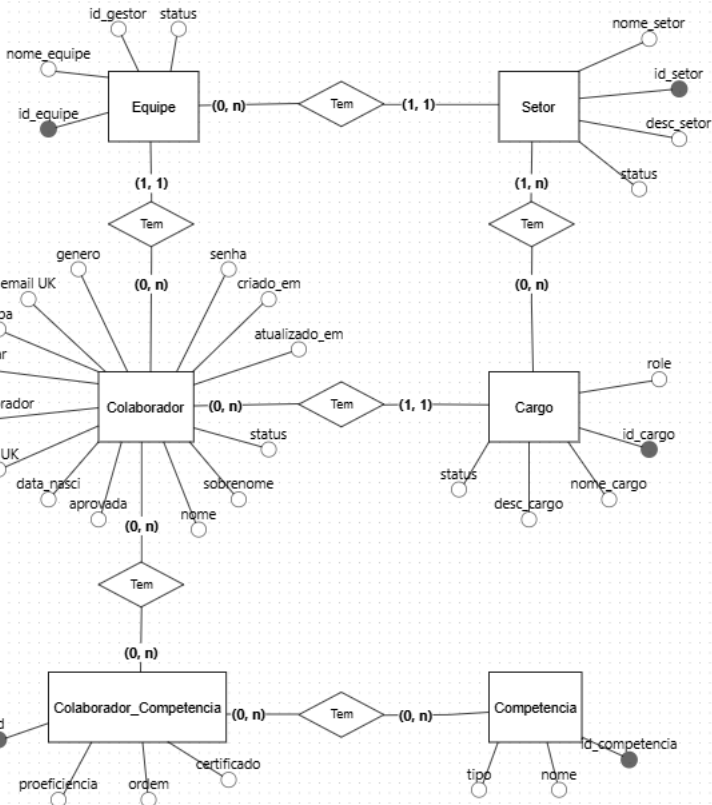 id_gestor
status
nome_equipe
id_equipe
Equipe
(0, n)
Tem
(1, 1)
Setor
nome_setor
id_setor
desc_setor
status
(1, 1)
Tem
(0, n)
(1, n)
Tem
(0, n)
genero
senha
email UK
criado_em
atualizado_em
Colaborador
(0, n)
Tem
(1, 1)
Cargo
role
id_cargo
nome_cargo
desc_cargo
status
rador
UK
status
data_nasci
aprovada
nome
sobrenome
(0, n)
Tem
(0, n)
Colaborador_Competencia
(0, n)
Tem
(0, n)
Competencia
id_competencia
tipo
nome
proeficiencia
ordem
certificado